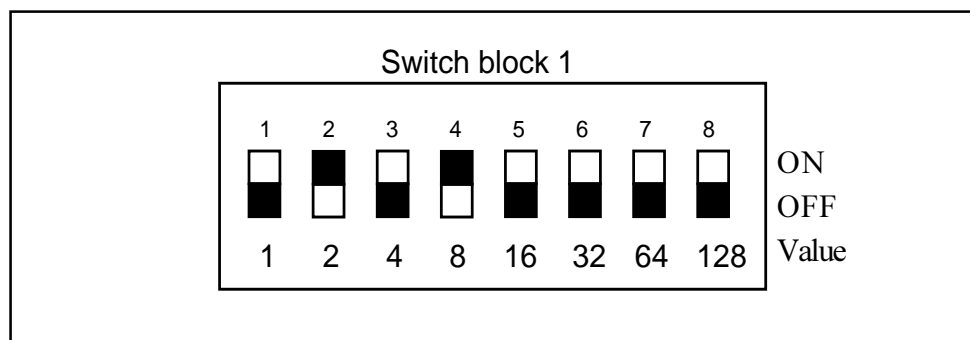 Switch block 1
1 2 3 4 5 6 7 8
ON
OFF
1 2 4 8 16 32 64 128 Value